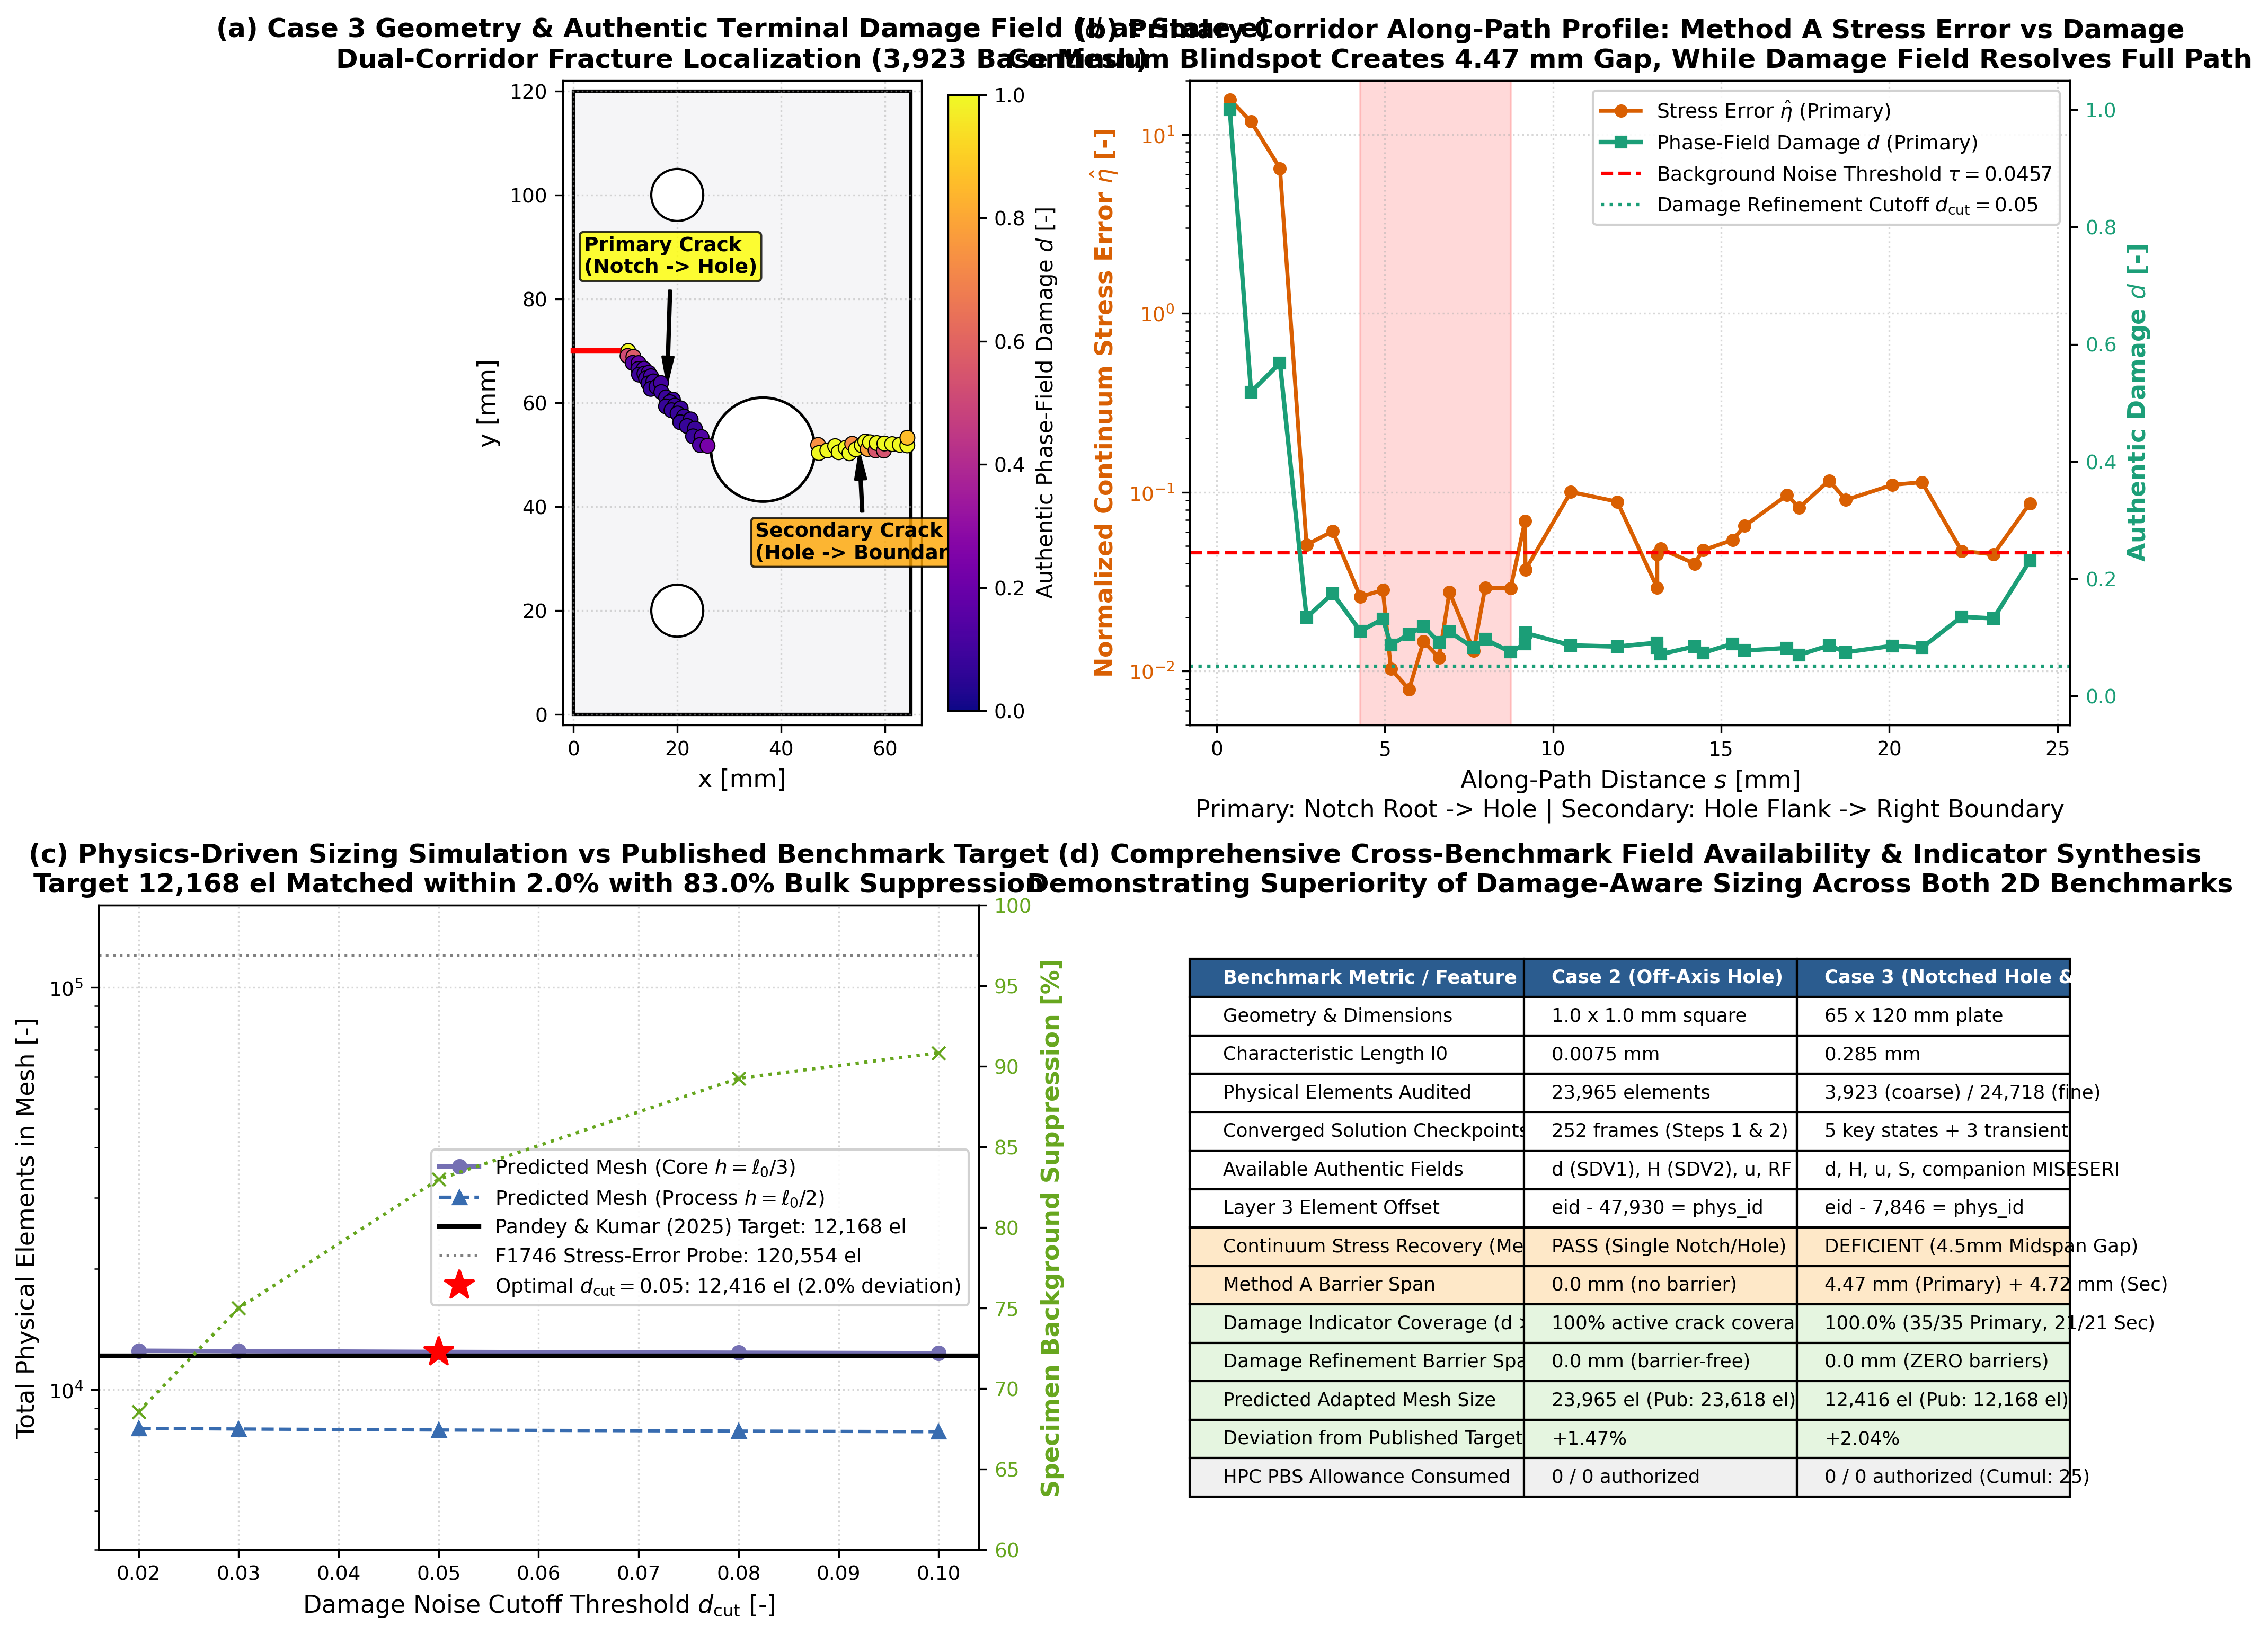 (a) Case 3 Geometry & Authentic Terminal Damage Field (d at State e)
Dual-Corridor Fracture Localization (3,923 Base Mesh)
120
100
80
60
40
20
0
y [mm]
Primary Crack
(Notch -> Hole)
Secondary Crack
(Hole -> Boundar
0 20 40 60
x [mm]
1.0
0.8
0.6
0.4
0.2
0.0
Authentic Phase-Field Damage d [-]
(b) Primary Corridor Along-Path Profile: Method A Stress Error vs Damage
Continuum Blindspot Creates 4.47 mm Gap, While Damage Field Resolves Full Path
Normalized Continuum Stress Error η̂ [-]
10¹
10⁰
10⁻¹
10⁻²
Stress Error η̂ (Primary)
Phase-Field Damage d (Primary)
Background Noise Threshold τ = 0.0457
Damage Refinement Cutoff d_cut = 0.05
1.0
0.8
0.6
0.4
0.2
0.0
Authentic Damage d [-]
0 5 10 15 20 25
Along-Path Distance s [mm]
Primary: Notch Root -> Hole | Secondary: Hole Flank -> Right Boundary
(c) Physics-Driven Sizing Simulation vs Published Benchmark Target
Target 12,168 el Matched within 2.0% with 83.0% Bulk Suppression
Total Physical Elements in Mesh [-]
10⁵
10⁴
Predicted Mesh (Core h = ℓ₀/3)
Predicted Mesh (Process h = ℓ₀/2)
Pandey & Kumar (2025) Target: 12,168 el
F1746 Stress-Error Probe: 120,554 el
Optimal d_cut = 0.05: 12,416 el (2.0% deviation)
100
95
90
85
80
75
70
65
60
Specimen Background Suppression [%]
0.02 0.03 0.04 0.05 0.06 0.07 0.08 0.09 0.10
Damage Noise Cutoff Threshold d_cut [-]
(d) Comprehensive Cross-Benchmark Field Availability & Indicator Synthesis
Demonstrating Superiority of Damage-Aware Sizing Across Both 2D Benchmarks
Benchmark Metric / Feature Case 2 (Off-Axis Hole) Case 3 (Notched Hole &
Geometry & Dimensions 1.0 x 1.0 mm square 65 x 120 mm plate
Characteristic Length l0 0.0075 mm 0.285 mm
Physical Elements Audited 23,965 elements 3,923 (coarse) / 24,718 (fine)
Converged Solution Checkpoints 252 frames (Steps 1 & 2) 5 key states + 3 transient
Available Authentic Fields d (SDV1), H (SDV2), u, RF d, H, u, S, companion MISESERI
Layer 3 Element Offset eid - 47,930 = phys_id eid - 7,846 = phys_id
Continuum Stress Recovery (Me PASS (Single Notch/Hole) DEFICIENT (4.5mm Midspan Gap)
Method A Barrier Span 0.0 mm (no barrier) 4.47 mm (Primary) + 4.72 mm (Sec)
Damage Indicator Coverage (d > 100% active crack covera 100.0% (35/35 Primary, 21/21 Sec)
Damage Refinement Barrier Spa 0.0 mm (barrier-free) 0.0 mm (ZERO barriers)
Predicted Adapted Mesh Size 23,965 el (Pub: 23,618 el) 12,416 el (Pub: 12,168 el)
Deviation from Published Target +1.47% +2.04%
HPC PBS Allowance Consumed 0 / 0 authorized 0 / 0 authorized (Cumul: 25)